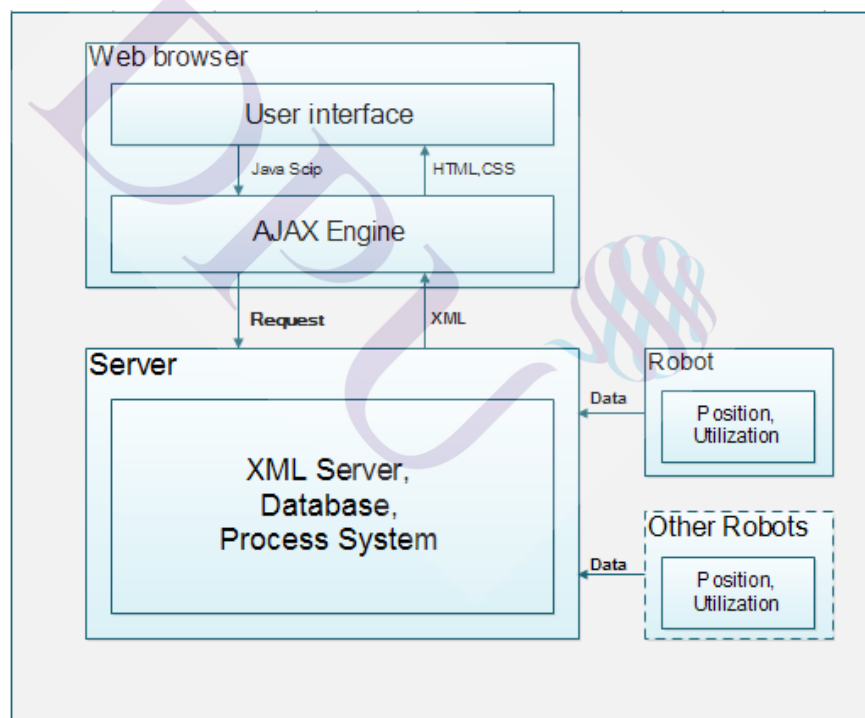 Web browser
User interface
Java Scip
HTML,CSS
AJAX Engine
Request
XML
Server
XML Server,
Database,
Process System
Data
Robot
Position,
Utilization
Data
Other Robots
Position,
Utilization
DPU